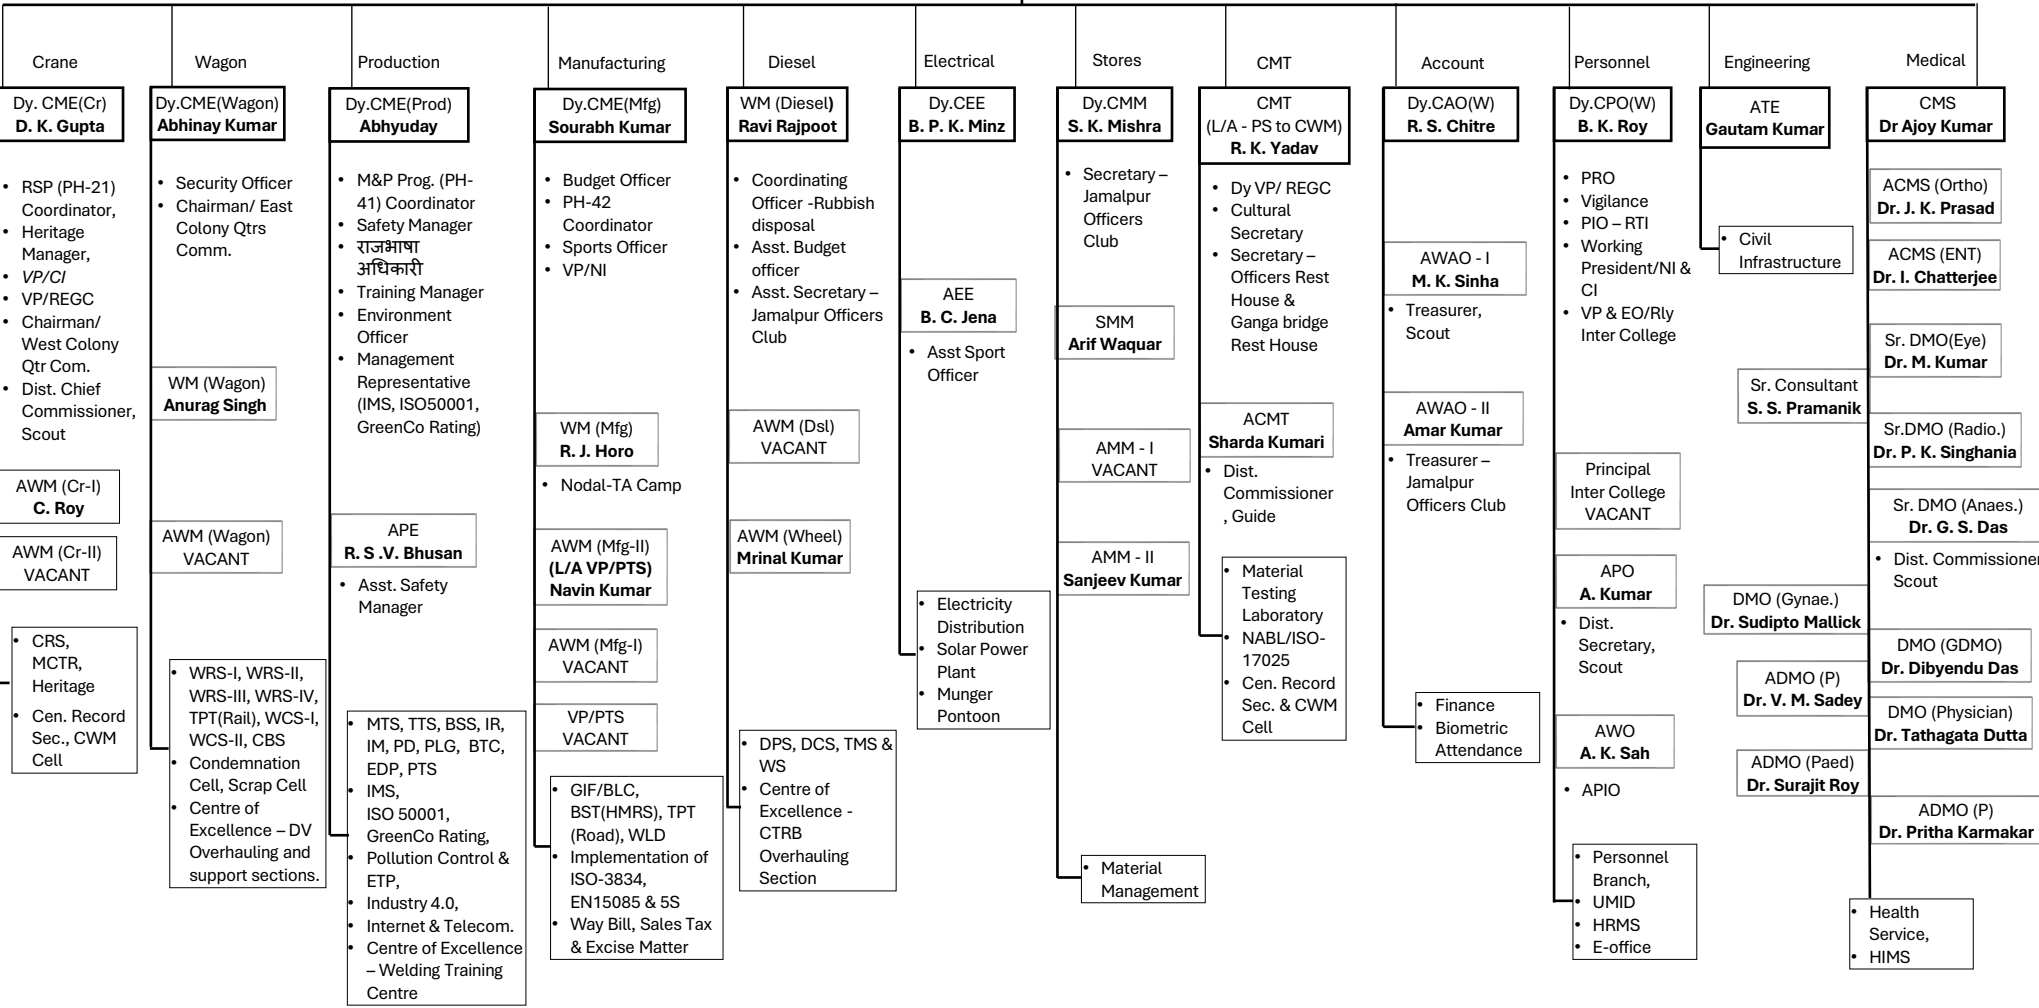 Crane
Dy. CME(Cr)
D. K. Gupta
• RSP (PH-21)
Coordinator,
• Heritage
Manager,
• VP/CI
• VP/REGC
• Chairman/
West Colony
Qtr Com.
• Dist. Chief
Commissioner,
Scout
AWM (Cr-I)
C. Roy
AWM (Cr-II)
VACANT
• CRS,
MCTR,
Heritage
• Cen. Record
Sec., CWM
Cell
Wagon
Dy.CME(Wagon)
Abhinay Kumar
• Security Officer
• Chairman/ East
Colony Qtrs
Comm.
WM (Wagon)
Anurag Singh
AWM (Wagon)
VACANT
• WRS-I, WRS-II,
WRS-III, WRS-IV,
TPT(Rail), WCS-I,
WCS-II, CBS
• Condemnation
Cell, Scrap Cell
• Centre of
Excellence – DV
Overhauling and
support sections.
Production
Dy.CME(Prod)
Abhyuday
• M&P Prog. (PH-
41) Coordinator
• Safety Manager
• राजभाषा
अधिकारी
• Training Manager
• Environment
Officer
• Management
Representative
(IMS, ISO50001,
GreenCo Rating)
APE
R. S .V. Bhusan
• Asst. Safety
Manager
• MTS, TTS, BSS, IR,
IM, PD, PLG, BTC,
EDP, PTS
• IMS,
ISO 50001,
GreenCo Rating,
• Pollution Control &
ETP,
• Industry 4.0,
• Internet & Telecom.
• Centre of Excellence
– Welding Training
Centre
Manufacturing
Dy.CME(Mfg)
Sourabh Kumar
• Budget Officer
• PH-42
Coordinator
• Sports Officer
• VP/NI
WM (Mfg)
R. J. Horo
• Nodal-TA Camp
AWM (Mfg-II)
(L/A VP/PTS)
Navin Kumar
AWM (Mfg-I)
VACANT
VP/PTS
VACANT
• GIF/BLC,
BST(HMRS), TPT
(Road), WLD
• Implementation of
ISO-3834,
EN15085 & 5S
• Way Bill, Sales Tax
& Excise Matter
Diesel
WM (Diesel)
Ravi Rajpoot
• Coordinating
Officer -Rubbish
disposal
• Asst. Budget
officer
• Asst. Secretary –
Jamalpur Officers
Club
AWM (Dsl)
VACANT
AWM (Wheel)
Mrinal Kumar
• DPS, DCS, TMS &
WS
• Centre of
Excellence -
CTRB
Overhauling
Section
Electrical
Dy.CEE
B. P. K. Minz
AEE
B. C. Jena
• Asst Sport
Officer
• Electricity
Distribution
• Solar Power
Plant
• Munger
Pontoon
Stores
Dy.CMM
S. K. Mishra
• Secretary –
Jamalpur
Officers
Club
SMM
Arif Waquar
AMM - I
VACANT
AMM - II
Sanjeev Kumar
• Material
Management
CMT
CMT
(L/A - PS to CWM)
R. K. Yadav
• Dy VP/ REGC
• Cultural
Secretary
• Secretary –
Officers Rest
House &
Ganga bridge
Rest House
ACMT
Sharda Kumari
• Dist.
Commissioner
, Guide
• Material
Testing
Laboratory
• NABL/ISO-
17025
• Cen. Record
Sec. & CWM
Cell
Account
Dy.CAO(W)
R. S. Chitre
AWAO - I
M. K. Sinha
• Treasurer,
Scout
AWAO - II
Amar Kumar
• Treasurer –
Jamalpur
Officers Club
• Finance
• Biometric
Attendance
Personnel
Dy.CPO(W)
B. K. Roy
• PRO
• Vigilance
• PIO – RTI
• Working
President/NI &
CI
• VP & EO/Rly
Inter College
Principal
Inter College
VACANT
APO
A. Kumar
• Dist.
Secretary,
Scout
AWO
A. K. Sah
• APIO
• Personnel
Branch,
• UMID
• HRMS
• E-office
Engineering
ATE
Gautam Kumar
• Civil
Infrastructure
Medical
CMS
Dr Ajoy Kumar
ACMS (Ortho)
Dr. J. K. Prasad
ACMS (ENT)
Dr. I. Chatterjee
Sr. DMO(Eye)
Dr. M. Kumar
Sr. Consultant
S. S. Pramanik
Sr.DMO (Radio.)
Dr. P. K. Singhania
Sr. DMO (Anaes.)
Dr. G. S. Das
• Dist. Commissioner
Scout
DMO (Gynae.)
Dr. Sudipto Mallick
DMO (GDMO)
Dr. Dibyendu Das
ADMO (P)
Dr. V. M. Sadey
DMO (Physician)
Dr. Tathagata Dutta
ADMO (Paed)
Dr. Surajit Roy
ADMO (P)
Dr. Pritha Karmakar
• Health
Service,
• HIMS